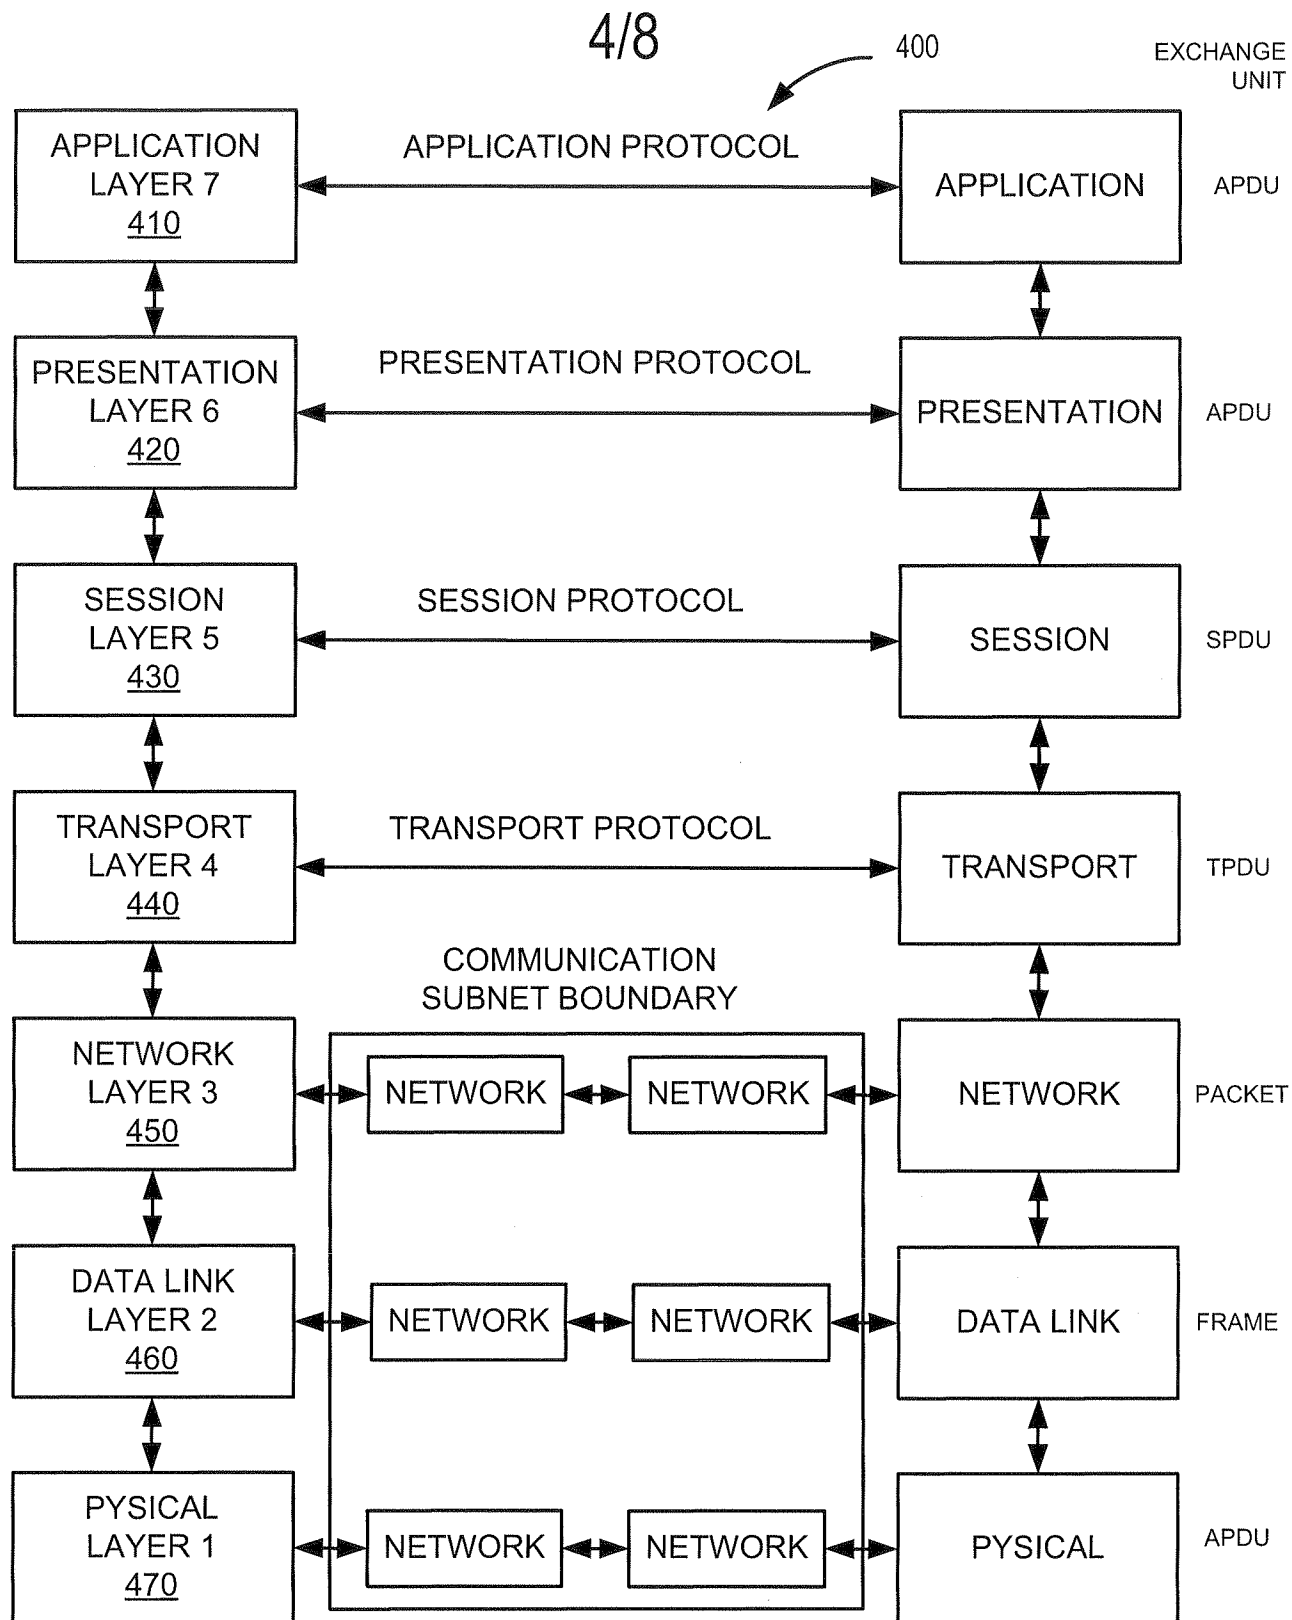 4/8
400
EXCHANGE
UNIT
APPLICATION
LAYER 7
410
APPLICATION PROTOCOL
APPLICATION
APDU
PRESENTATION
LAYER 6
420
PRESENTATION PROTOCOL
PRESENTATION
APDU
SESSION
LAYER 5
430
SESSION PROTOCOL
SESSION
SPDU
TRANSPORT
LAYER 4
440
TRANSPORT PROTOCOL
TRANSPORT
TPDU
COMMUNICATION
SUBNET BOUNDARY
NETWORK
LAYER 3
450
NETWORK
NETWORK
NETWORK
PACKET
DATA LINK
LAYER 2
460
NETWORK
NETWORK
DATA LINK
FRAME
PYSICAL
LAYER 1
470
NETWORK
NETWORK
PYSICAL
APDU